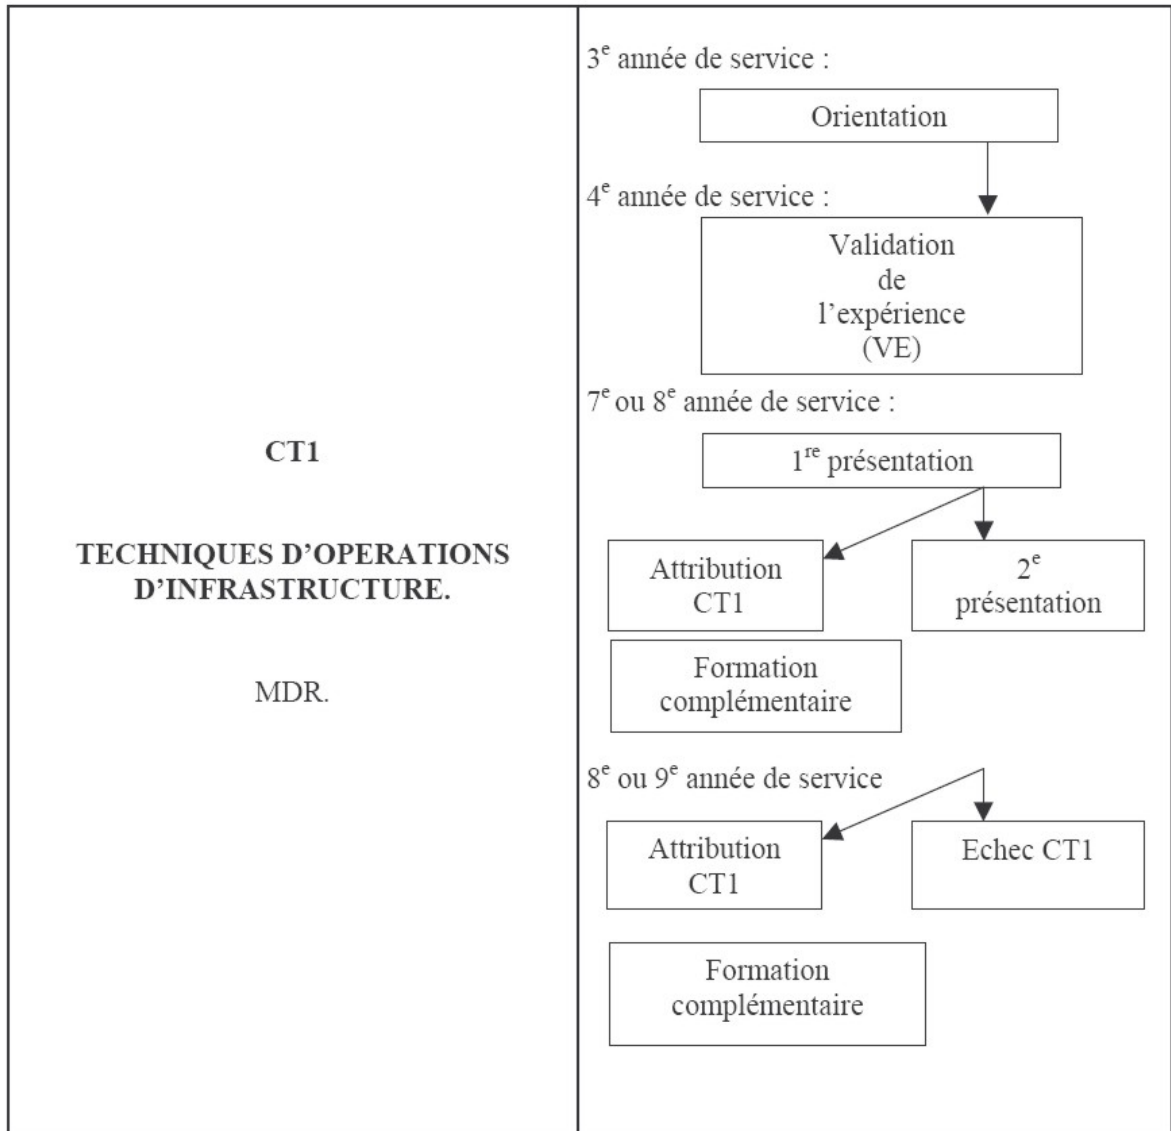 CT1
TECHNIQUES D'OPERATIONS
D'INFRASTRUCTURE.
MDR.
3e année de service :
Orientation
4e année de service :
Validation
de
l'expérience
(VE)
7e ou 8e année de service :
1re présentation
Attribution
CT1
2e
présentation
Formation
complémentaire
8e ou 9e année de service
Attribution
CT1
Echec CT1
Formation
complémentaire